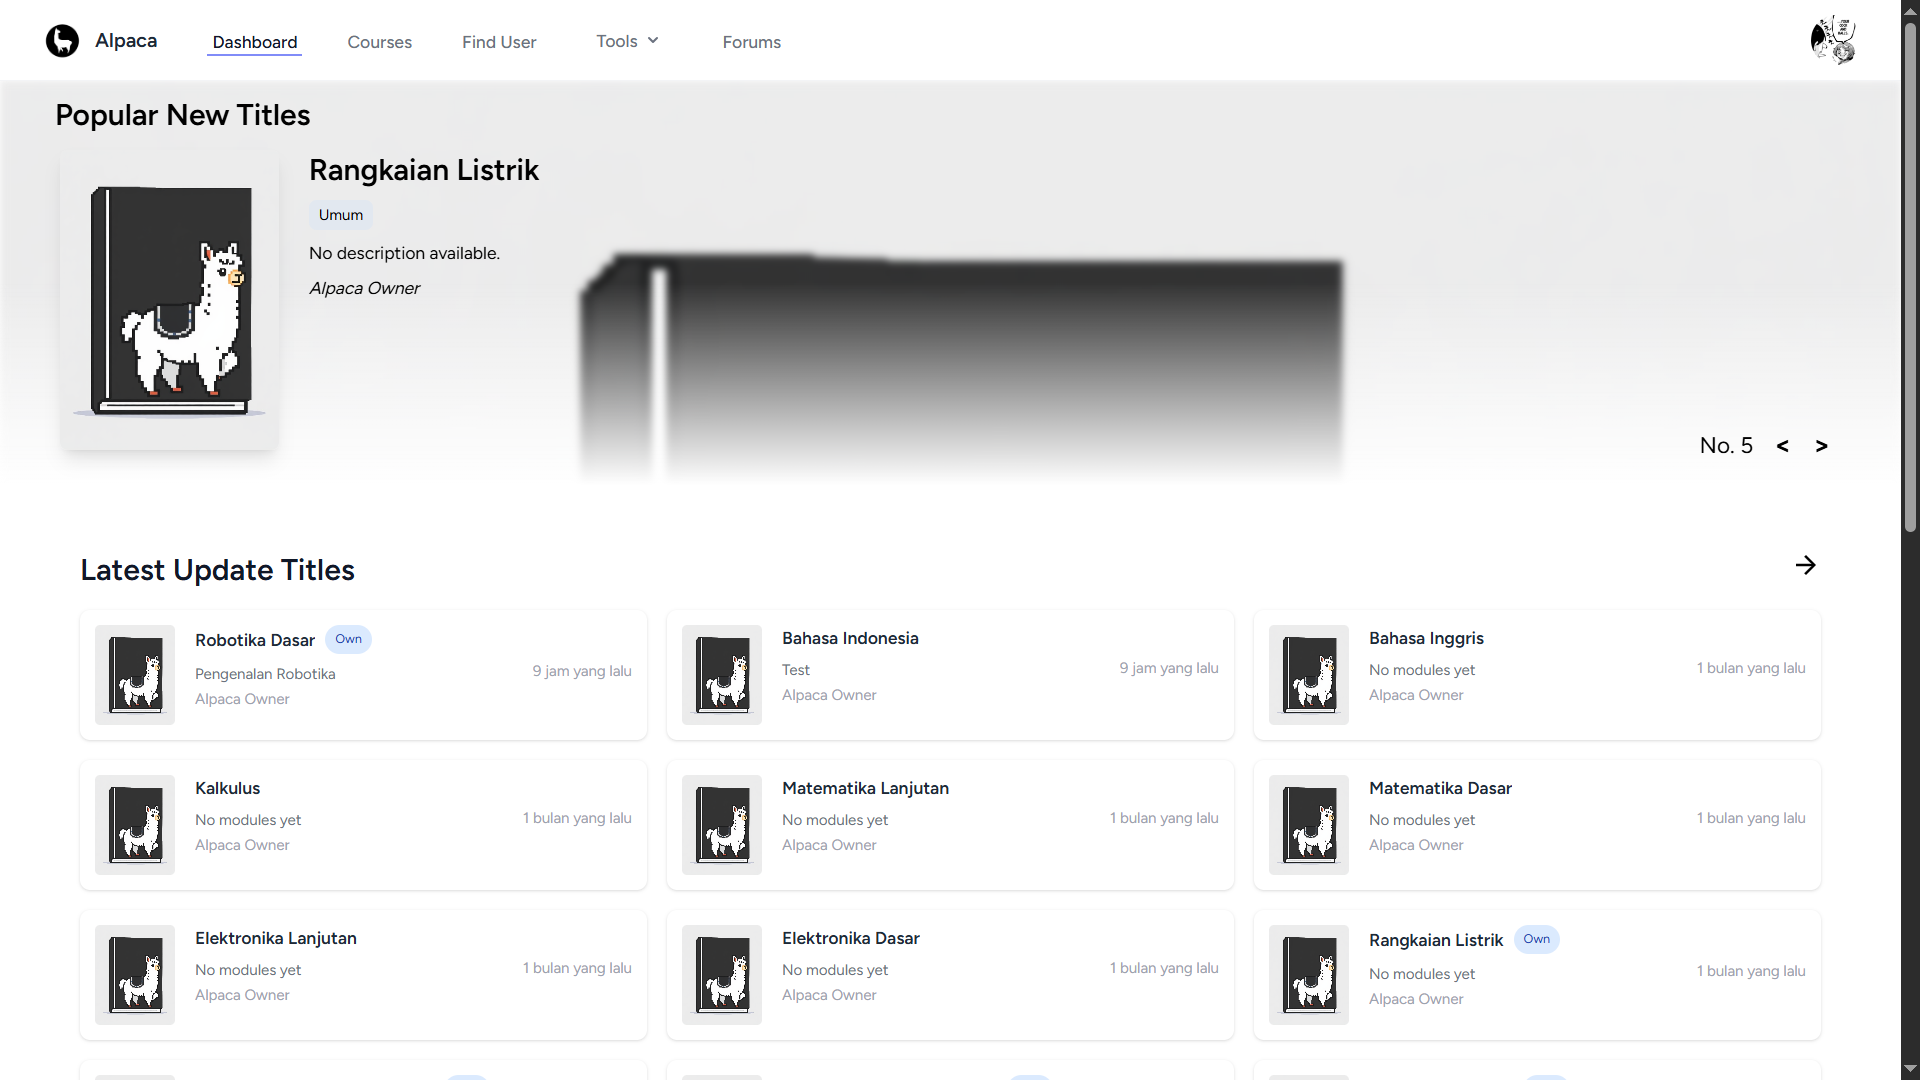 Alpaca
Dashboard
Courses
Find User
Tools
Forums
Popular New Titles
Rangkaian Listrik
Umum
No description available.
Alpaca Owner
No. 5 < >
Latest Update Titles
Robotika Dasar Own
Pengenalan Robotika
9 jam yang lalu
Alpaca Owner
Bahasa Indonesia
Test
9 jam yang lalu
Alpaca Owner
Bahasa Inggris
No modules yet
1 bulan yang lalu
Alpaca Owner
Kalkulus
No modules yet
1 bulan yang lalu
Alpaca Owner
Matematika Lanjutan
No modules yet
1 bulan yang lalu
Alpaca Owner
Matematika Dasar
No modules yet
1 bulan yang lalu
Alpaca Owner
Elektronika Lanjutan
No modules yet
1 bulan yang lalu
Alpaca Owner
Elektronika Dasar
No modules yet
1 bulan yang lalu
Alpaca Owner
Rangkaian Listrik Own
No modules yet
1 bulan yang lalu
Alpaca Owner